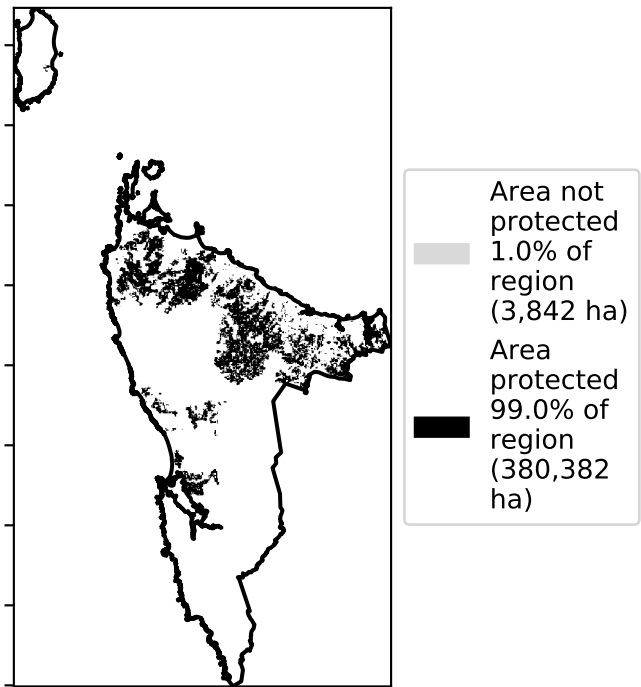 Area not
protected
1.0% of
region
(3,842 ha)
Area
protected
99.0% of
region
(380,382
ha)